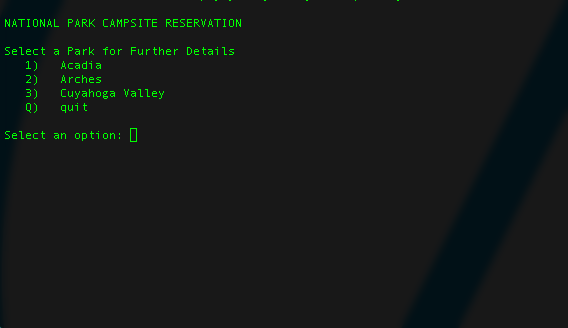 NATIONAL PARK CAMPSITE RESERVATION
Select a Park for Further Details
1) Acadia
2) Arches
3) Cuyahoga Valley
Q) quit
Select an option: